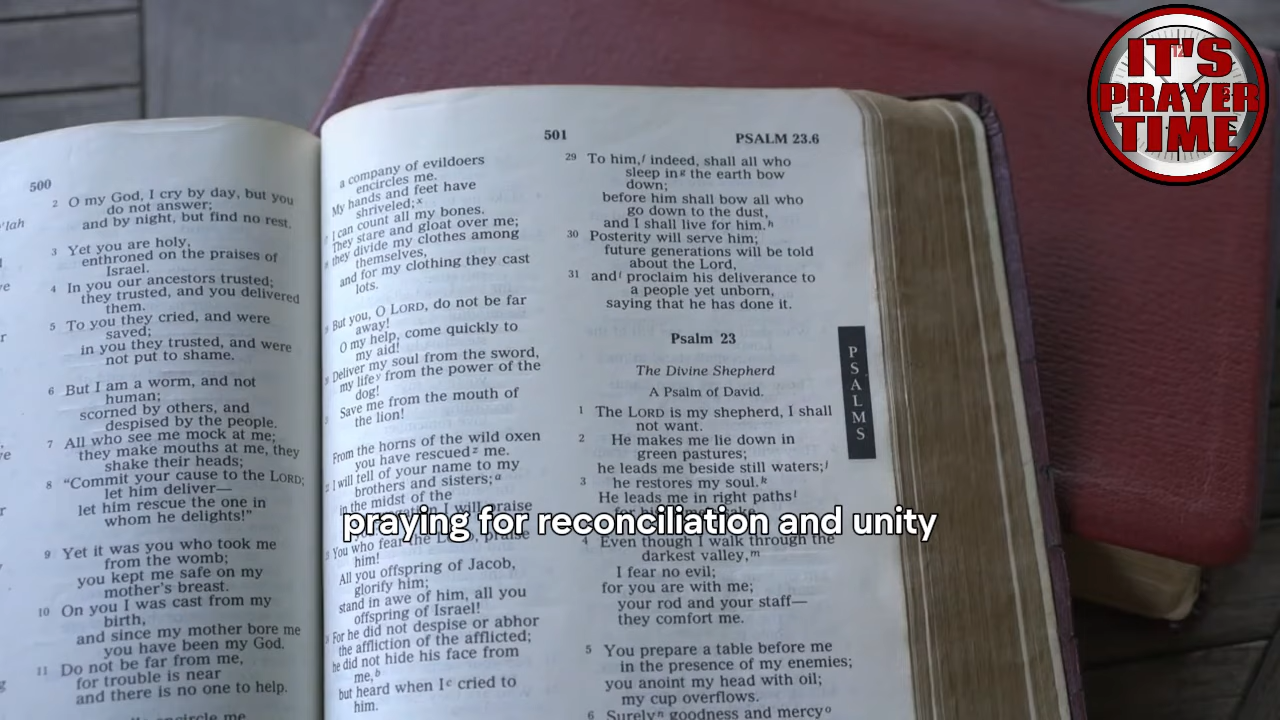 500
2 O my God, I cry by day, but you
do not answer;
and by night, but find no rest.
3 Yet you are holy,
enthroned on the praises of
Israel.
4 In you our ancestors trusted;
they trusted, and you delivered
them.
5 To you they cried, and were
saved;
in you they trusted, and were
not put to shame.
6 But I am a worm, and not
human;
scorned by others, and
despised by the people.
7 All who see me mock at me;
they make mouths at me, they
shake their heads;
8 “Commit your cause to the LORD;
let him deliver—
let him rescue the one in
whom he delights!”
9 Yet it was you who took me
from the womb;
you kept me safe on my
mother's breast.
10 On you I was cast from my
birth,
and since my mother bore me
you have been my God.
11 Do not be far from me,
for trouble is near
and there is no one to help.
encircle me
501
PSALM 23.6
a company of evildoers
encircles me.
My hands and feet have
shriveled;x
I can count all my bones.
They stare and gloat over me;
they divide my clothes among
themselves,
and for my clothing they cast
lots.
But you, O LORD, do not be far
away!
O my help, come quickly to
my aid!
Deliver my soul from the sword,
my lifey from the power of the
dog!
Save me from the mouth of
the lion!
From the horns of the wild oxen
you have rescuedz me.
I will tell of your name to my
brothers and sisters;a
in the midst of the
I will praise
You who fear the LORD, praise
him!
All you offspring of Jacob,
glorify him;
stand in awe of him, all you
offspring of Israel!
For he did not despise or abhor
the affliction of the afflicted;
he did not hide his face from
me,b
but heard when Ic cried to
him.
29 To him,f indeed, shall all who
sleep ing the earth bow
down;
before him shall bow all who
go down to the dust,
and I shall live for him.h
30 Posterity will serve him;
future generations will be told
about the Lord,
31 andi proclaim his deliverance to
a people yet unborn,
saying that he has done it.
Psalm 23
The Divine Shepherd
A Psalm of David.
1 The LORD is my shepherd, I shall
not want.
2 He makes me lie down in
green pastures;
he leads me beside still waters;j
3 he restores my soul.k
He leads me in right pathsl
4 Even though I walk through the
darkest valley,m
I fear no evil;
for you are with me;
your rod and your staff—
they comfort me.
5 You prepare a table before me
in the presence of my enemies;
you anoint my head with oil;
my cup overflows.
6 Surelyn goodness and mercyo
PSALMS
praying for reconciliation and unity
IT'S
PRAYER
TIME